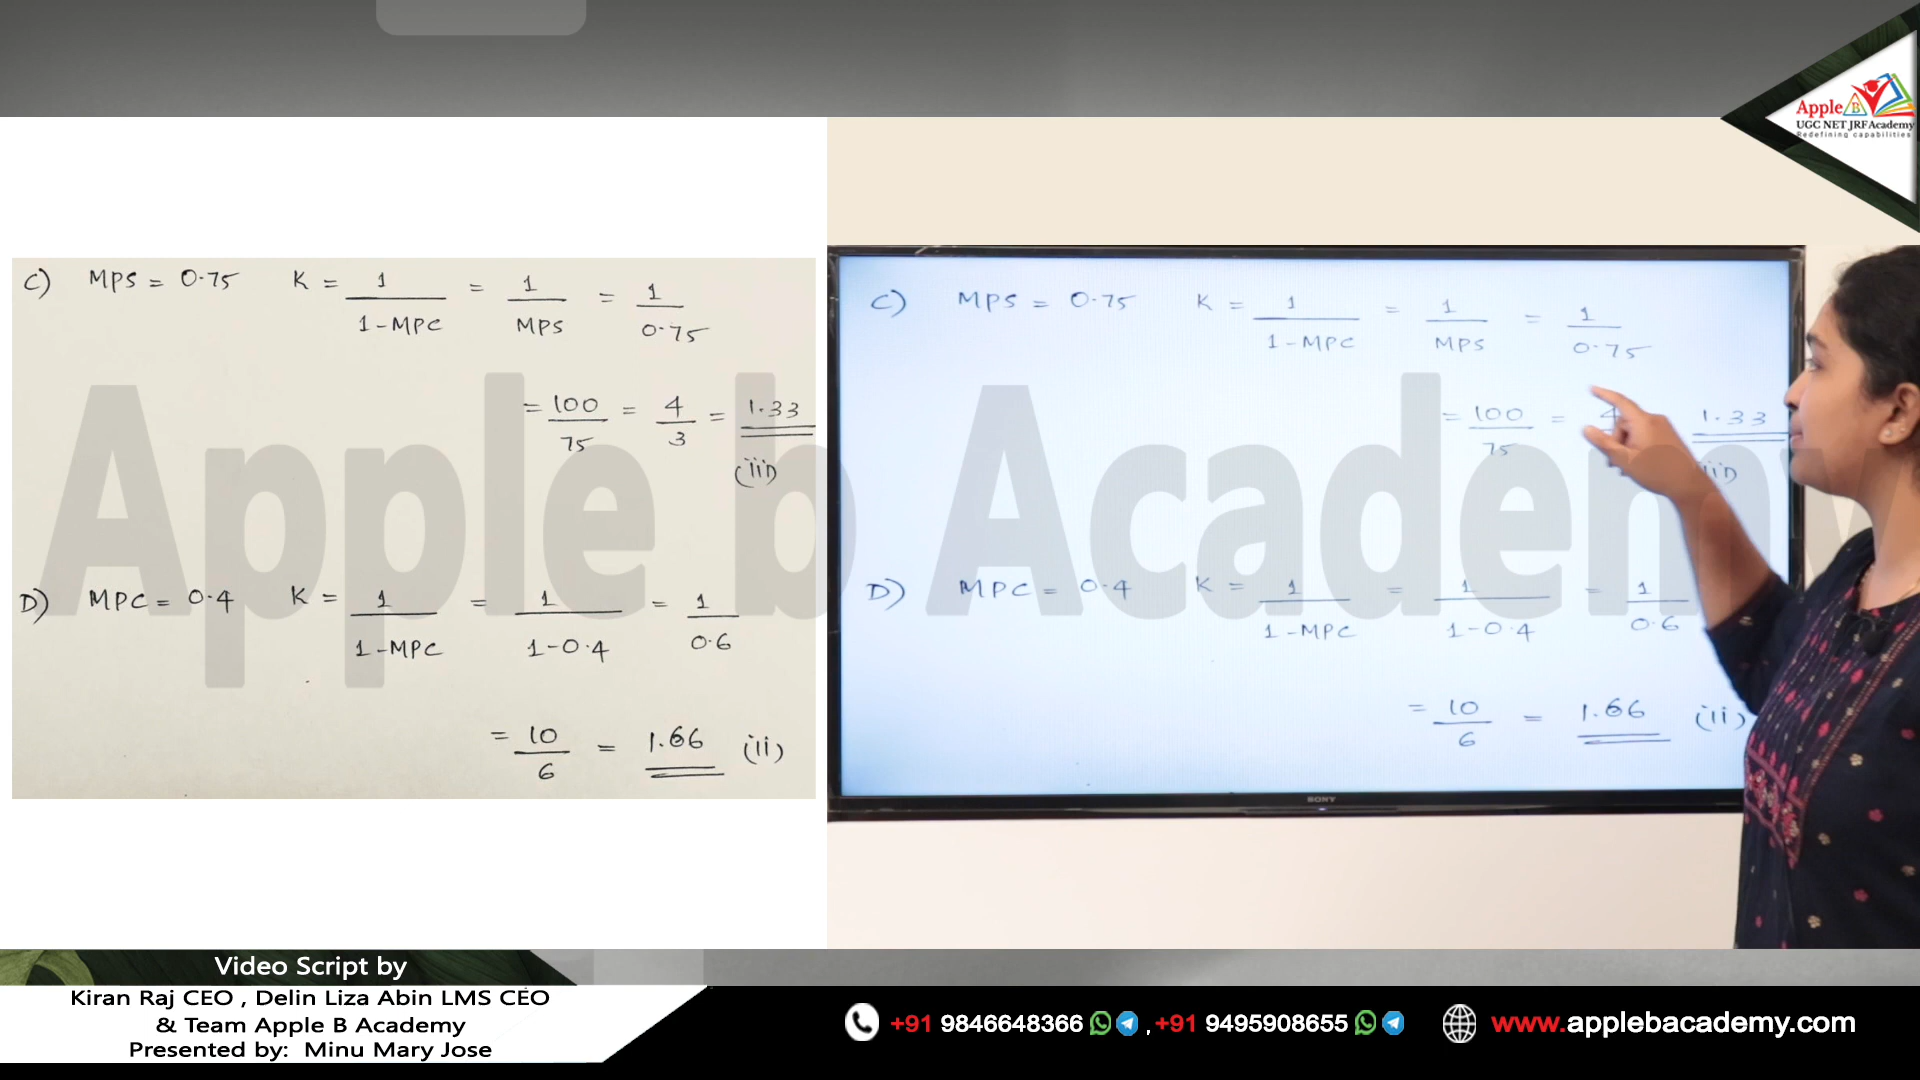 Apple B
UGC NET JRF Academy
Redefining capabilities
C) MPS = 0.75 K = 1 / 1-MPC = 1 / MPS = 1 / 0.75
= 100 / 75 = 4 / 3 = 1.33
(iii)
D) MPC = 0.4 K = 1 / 1-MPC = 1 / 1-0.4 = 1 / 0.6
= 10 / 6 = 1.66 (ii)
C) MPS = 0.75 K = 1 / 1-MPC = 1 / MPS = 1 / 0.75
= 100 / 75 = 4 1.33
D) MPC = 0.4 K = 1 / 1-MPC = 1 / 1-0.4 = 1 / 0.6
= 10 / 6 = 1.66 (ii)
SONY
Apple b Academy
Video Script by
Kiran Raj CEO , Delin Liza Abin LMS CEO
& Team Apple B Academy
Presented by: Minu Mary Jose
+91 9846648366 , +91 9495908655 www.applebacademy.com